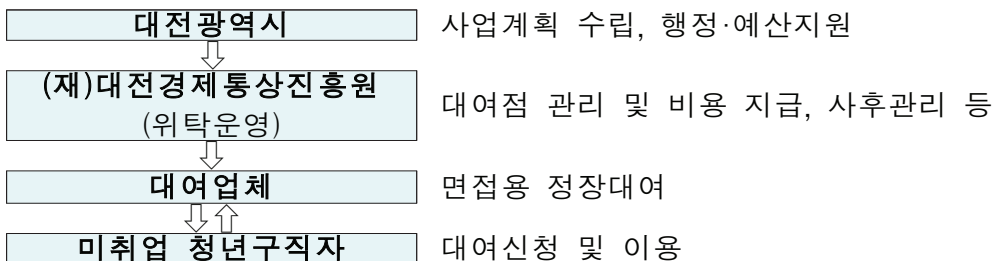 대전광역시 사업계획 수립, 행정·예산지원
(재)대전경제통상진흥원
(위탁운영)
대여점 관리 및 비용 지급, 사후관리 등
대여업체 면접용 정장대여
미취업 청년구직자 대여신청 및 이용